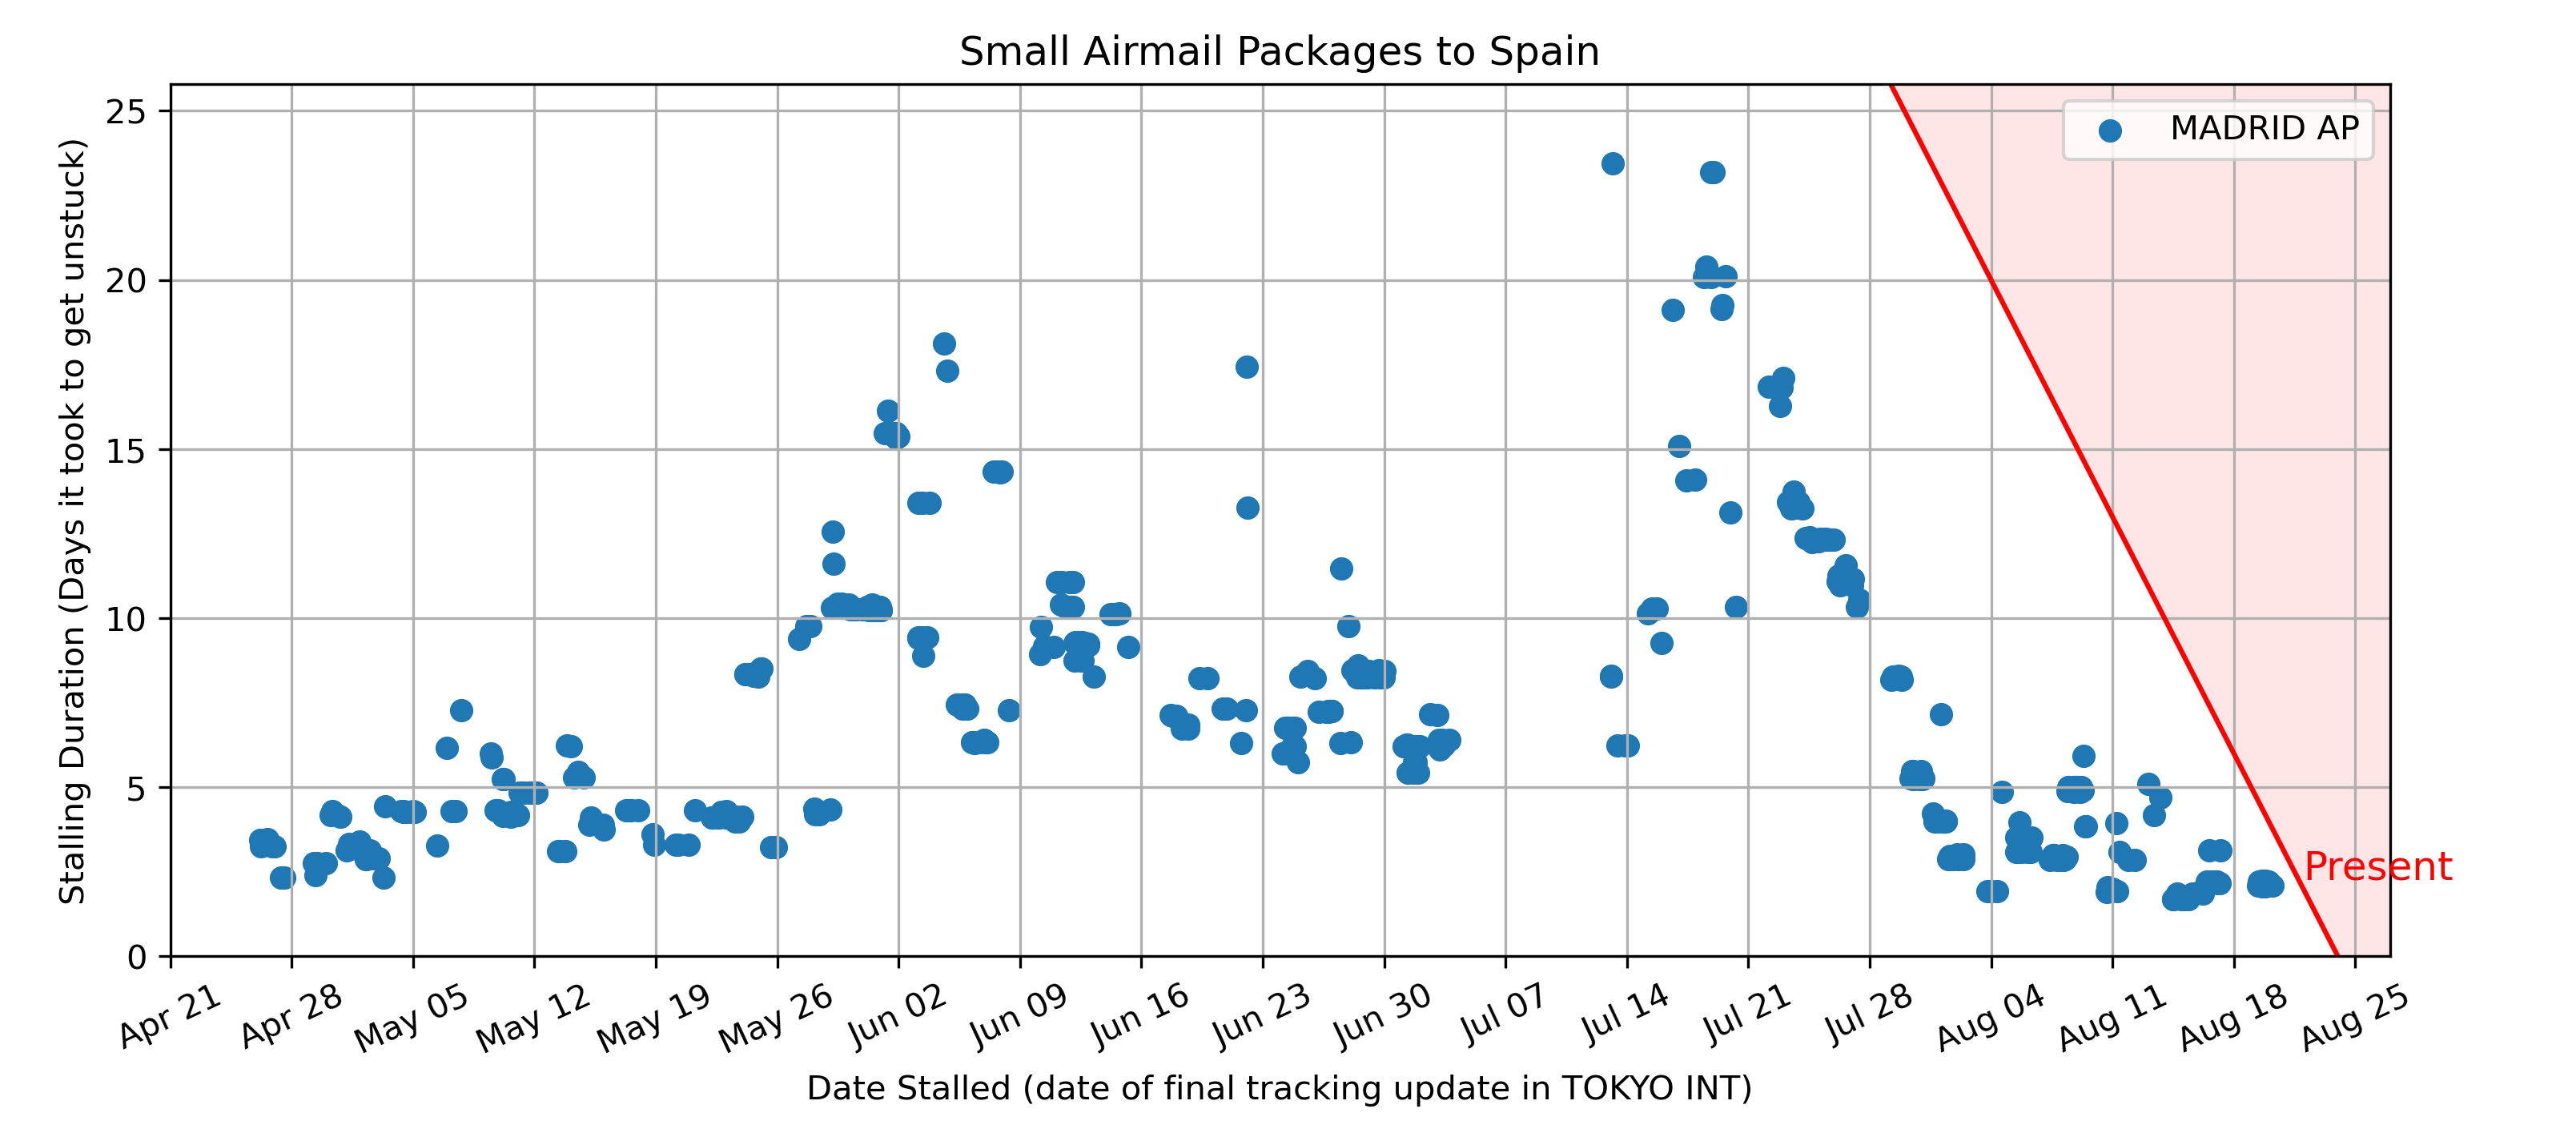 Small Airmail Packages to Spain
MADRID AP
Stalling Duration (Days it took to get unstuck)
25
20
15
10
5
0
Present
Apr 21
Apr 28
May 05
May 12
May 19
May 26
Jun 02
Jun 09
Jun 16
Jun 23
Jun 30
Jul 07
Jul 14
Jul 21
Jul 28
Aug 04
Aug 11
Aug 18
Aug 25
Date Stalled (date of final tracking update in TOKYO INT)